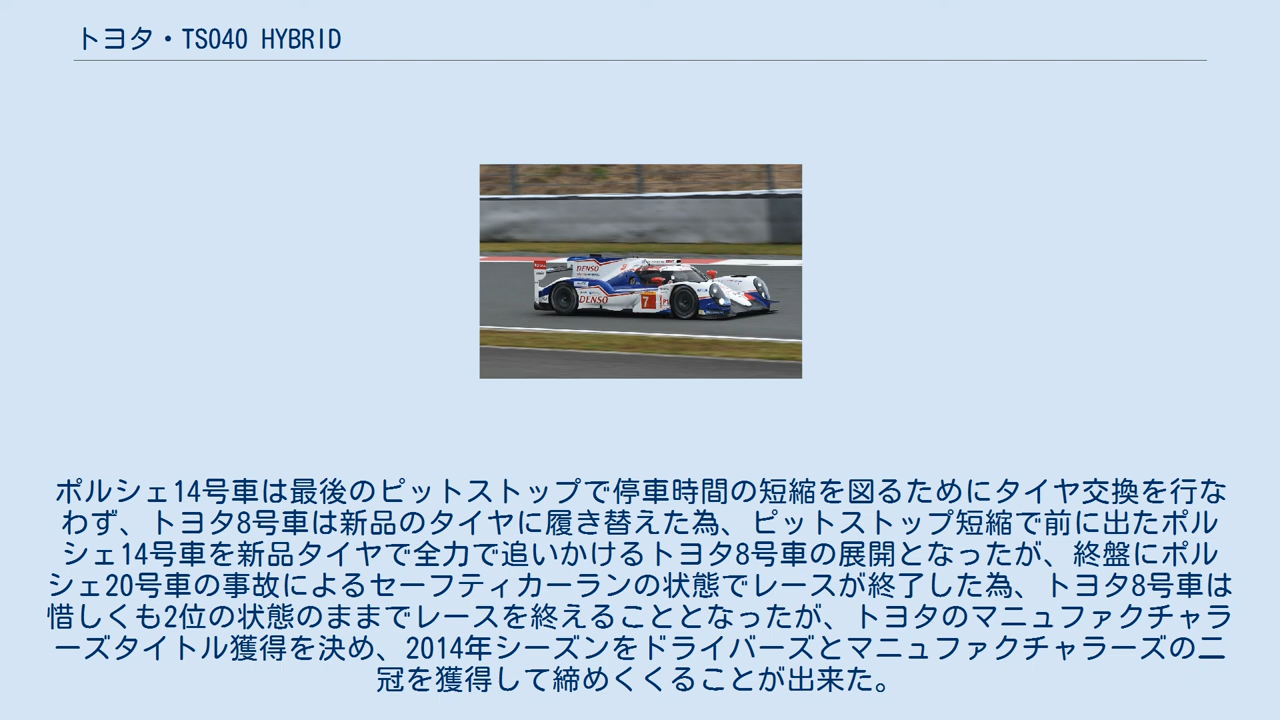 トヨタ・TS040 HYBRID
DENSO
DENSO
7
ポルシェ14号車は最後のピットストップで停車時間の短縮を図るためにタイヤ交換を行な
わず、トヨタ8号車は新品のタイヤに履き替えた為、ピットストップ短縮で前に出たポル
シェ14号車を新品タイヤで全力で追いかけるトヨタ8号車の展開となったが、終盤にポル
シェ20号車の事故によるセーフティカーランの状態でレースが終了した為、トヨタ8号車は
惜しくも2位の状態のままでレースを終えることとなったが、トヨタのマニュファクチャラ
ーズタイトル獲得を決め、2014年シーズンをドライバーズとマニュファクチャラーズの二
冠を獲得して締めくくることが出来た。